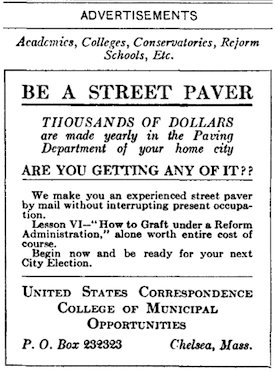 ADVERTISEMENTS
Academics, Colleges, Conservatories, Reform
Schools, Etc.
BE A STREET PAVER
THOUSANDS OF DOLLARS
are made yearly in the Paving
Department of your home city
ARE YOU GETTING ANY OF IT??
We make you an experienced street paver
by mail without interrupting present occupa-
tion.
Lesson VI—"How to Graft under a Reform
Administration," alone worth entire cost of
course.
Begin now and be ready for your next
City Election.
UNITED STATES CORRESPONDENCE
COLLEGE OF MUNICIPAL
OPPORTUNITIES
P. O. Box 232323 Chelsea, Mass.